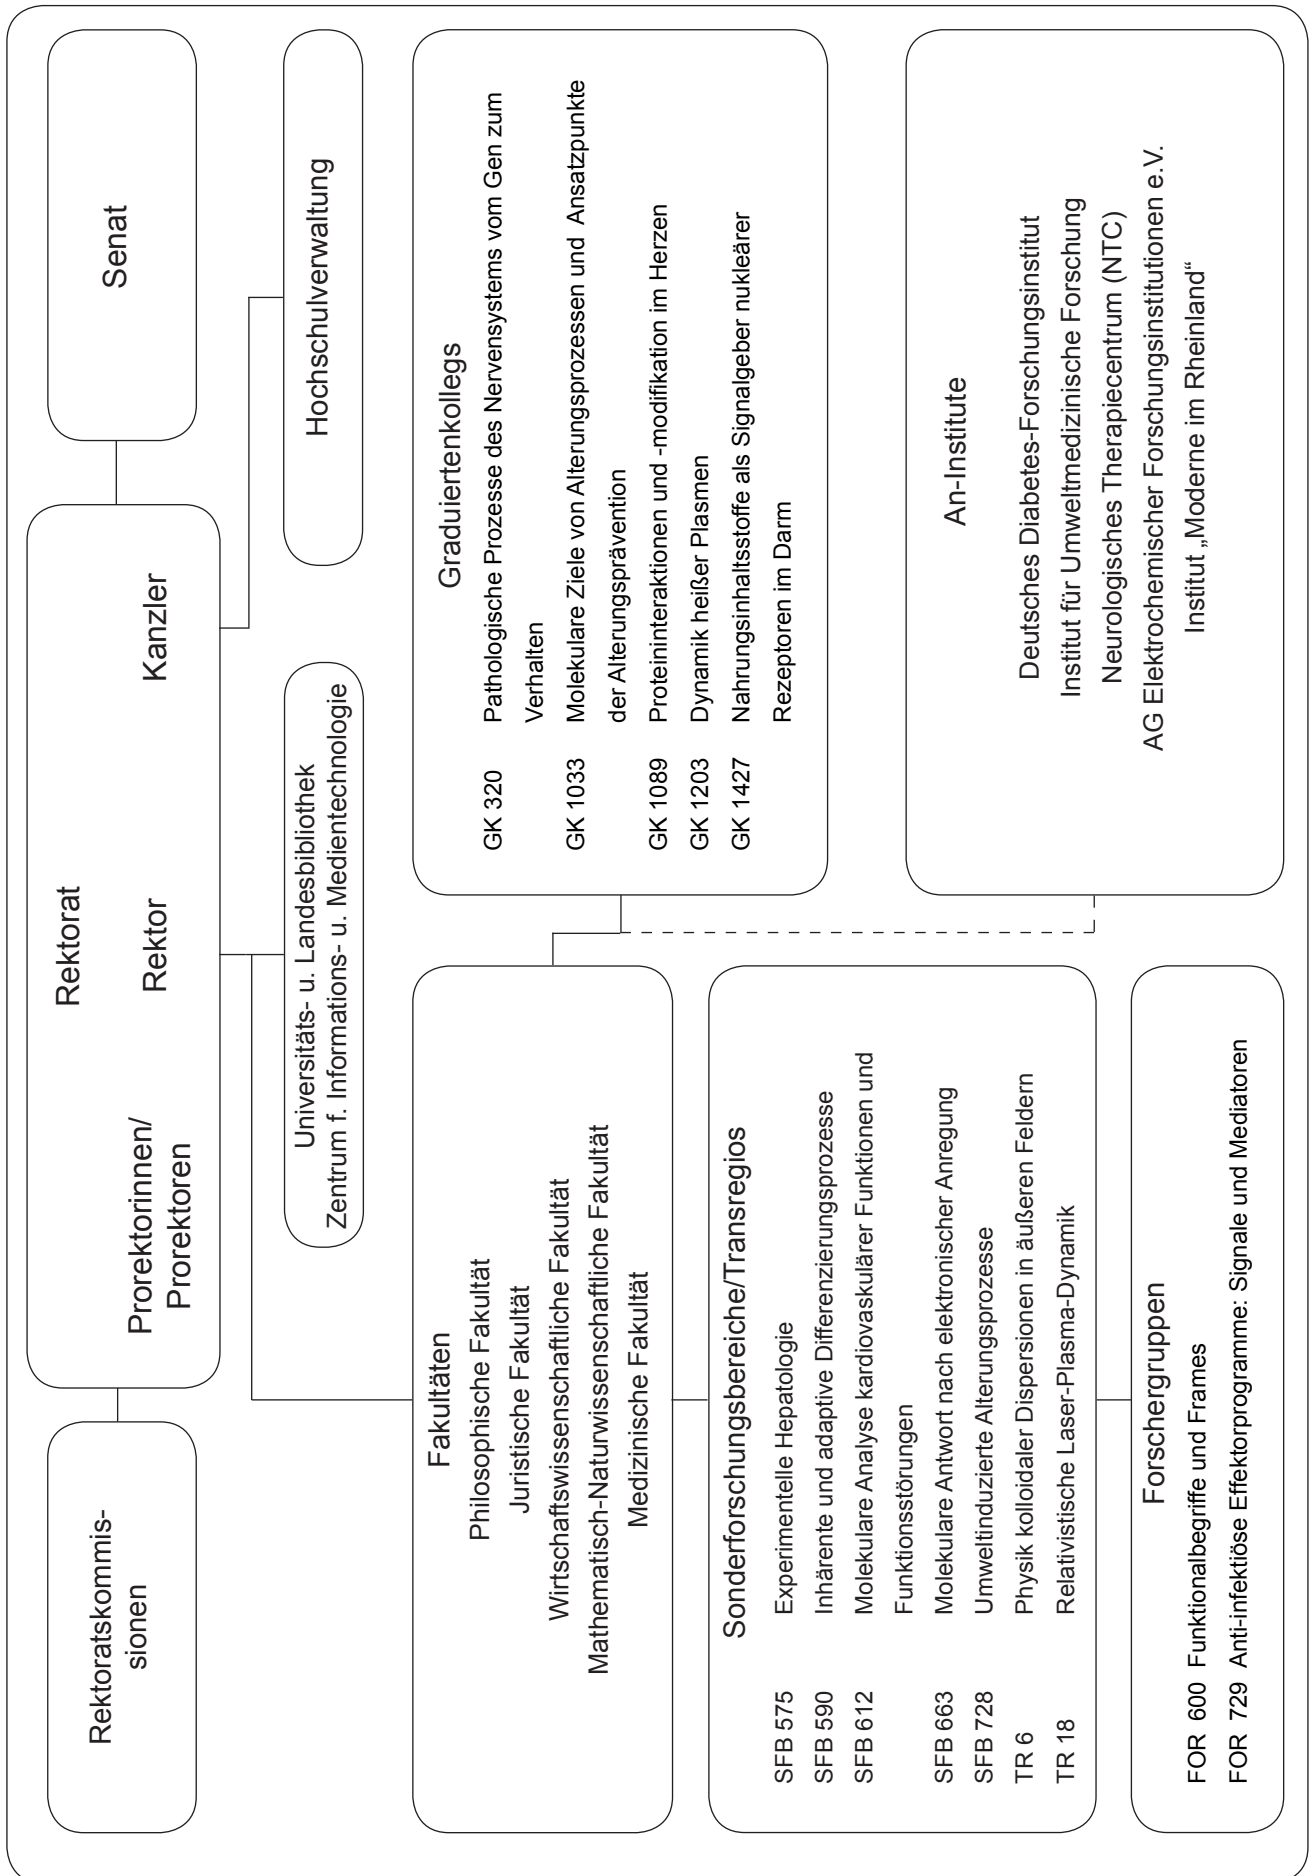 Rektoratskommis-
sionen
Rektorat
Prorektorinnen/
Prorektoren
Rektor
Kanzler
Senat
Universitäts- u. Landesbibliothek
Zentrum f. Informations- u. Medientechnologie
Hochschulverwaltung
Fakultäten
Philosophische Fakultät
Juristische Fakultät
Wirtschaftswissenschaftliche Fakultät
Mathematisch-Naturwissenschaftliche Fakultät
Medizinische Fakultät
Graduiertenkollegs
GK 320 Pathologische Prozesse des Nervensystems vom Gen zum
Verhalten
GK 1033 Molekulare Ziele von Alterungsprozessen und Ansatzpunkte
der Alterungsprävention
GK 1089 Proteininteraktionen und -modifikation im Herzen
GK 1203 Dynamik heißer Plasmen
GK 1427 Nahrungsinhaltsstoffe als Signalgeber nukleärer
Rezeptoren im Darm
Sonderforschungsbereiche/Transregios
SFB 575 Experimentelle Hepatologie
SFB 590 Inhärente und adaptive Differenzierungsprozesse
SFB 612 Molekulare Analyse kardiovaskulärer Funktionen und
Funktionsstörungen
SFB 663 Molekulare Antwort nach elektronischer Anregung
SFB 728 Umweltinduzierte Alterungsprozesse
TR 6 Physik kolloidaler Dispersionen in äußeren Feldern
TR 18 Relativistische Laser-Plasma-Dynamik
An-Institute
Deutsches Diabetes-Forschungsinstitut
Institut für Umweltmedizinische Forschung
Neurologisches Therapiecentrum (NTC)
AG Elektrochemischer Forschungsinstitutionen e.V.
Institut „Moderne im Rheinland“
Forschergruppen
FOR 600 Funktionalbegriffe und Frames
FOR 729 Anti-infektiöse Effektorprogramme: Signale und Mediatoren